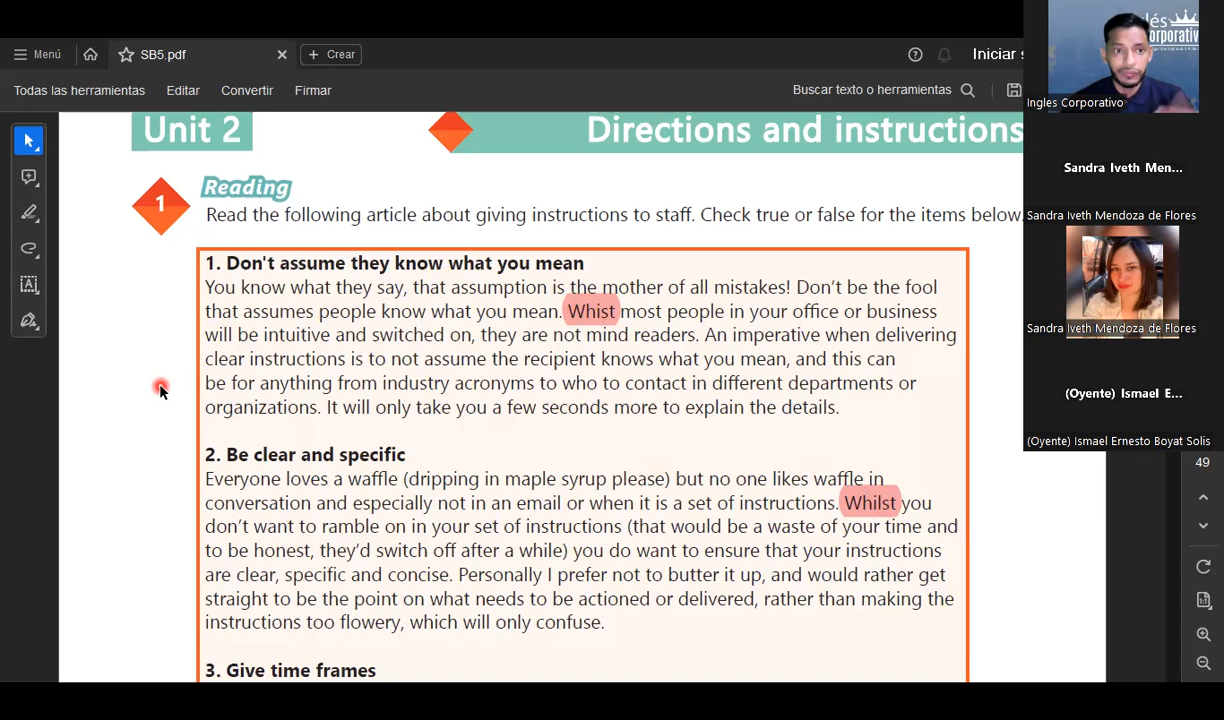 Menú
SB5.pdf
Crear
Iniciar s
Todas las herramientas
Editar
Convertir
Firmar
Buscar texto o herramientas
Unit 2
Directions and instructions
1
Reading
Read the following article about giving instructions to staff. Check true or false for the items below.
1. Don't assume they know what you mean
You know what they say, that assumption is the mother of all mistakes! Don't be the fool
that assumes people know what you mean. Whist most people in your office or business
will be intuitive and switched on, they are not mind readers. An imperative when delivering
clear instructions is to not assume the recipient knows what you mean, and this can
be for anything from industry acronyms to who to contact in different departments or
organizations. It will only take you a few seconds more to explain the details.
2. Be clear and specific
Everyone loves a waffle (dripping in maple syrup please) but no one likes waffle in
conversation and especially not in an email or when it is a set of instructions. Whilst you
don't want to ramble on in your set of instructions (that would be a waste of your time and
to be honest, they'd switch off after a while) you do want to ensure that your instructions
are clear, specific and concise. Personally I prefer not to butter it up, and would rather get
straight to be the point on what needs to be actioned or delivered, rather than making the
instructions too flowery, which will only confuse.
3. Give time frames
és
orporativ
Ingles Corporativo
Sandra Iveth Men...
Sandra Iveth Mendoza de Flores
Sandra Iveth Mendoza de Flores
(Oyente) Ismael E...
(Oyente) Ismael Ernesto Boyat Solis
49